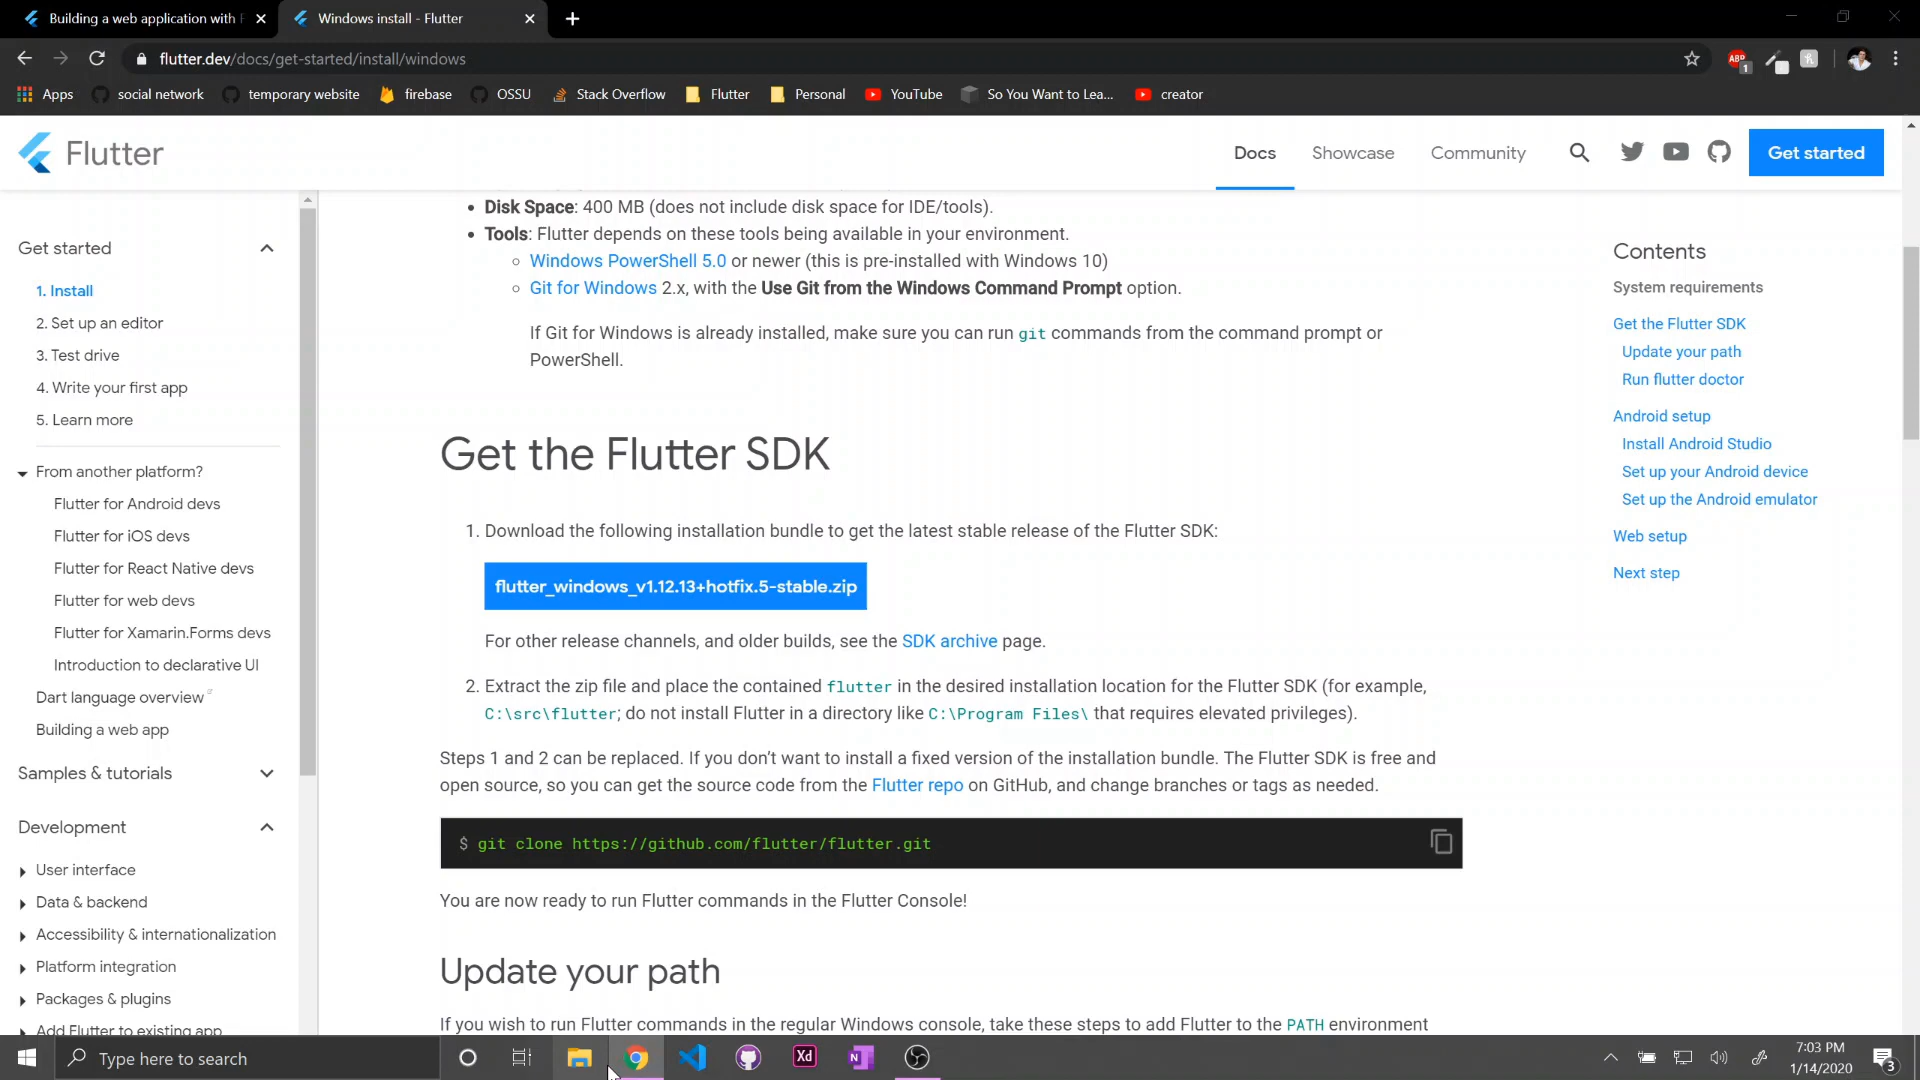 Building a web application with F
Windows install - Flutter
flutter.dev/docs/get-started/install/windows
ABP
1
Apps
social network
temporary website
firebase
OSSU
Stack Overflow
Flutter
Personal
YouTube
So You Want to Lea...
creator
Flutter
Docs
Showcase
Community
Get started
Get started
1. Install
2. Set up an editor
3. Test drive
4. Write your first app
5. Learn more
From another platform?
Flutter for Android devs
Flutter for iOS devs
Flutter for React Native devs
Flutter for web devs
Flutter for Xamarin.Forms devs
Introduction to declarative UI
Dart language overview
Building a web app
Samples & tutorials
Development
User interface
Data & backend
Accessibility & internationalization
Platform integration
Packages & plugins
Add Flutter to existing app
Disk Space: 400 MB (does not include disk space for IDE/tools).
Tools: Flutter depends on these tools being available in your environment.
Windows PowerShell 5.0 or newer (this is pre-installed with Windows 10)
Git for Windows 2.x, with the Use Git from the Windows Command Prompt option.
If Git for Windows is already installed, make sure you can run git commands from the command prompt or
PowerShell.
Get the Flutter SDK
1. Download the following installation bundle to get the latest stable release of the Flutter SDK:
flutter_windows_v1.12.13+hotfix.5-stable.zip
For other release channels, and older builds, see the SDK archive page.
2. Extract the zip file and place the contained flutter in the desired installation location for the Flutter SDK (for example,
C:\src\flutter; do not install Flutter in a directory like C:\Program Files\ that requires elevated privileges).
Steps 1 and 2 can be replaced. If you don’t want to install a fixed version of the installation bundle. The Flutter SDK is free and
open source, so you can get the source code from the Flutter repo on GitHub, and change branches or tags as needed.
$ git clone https://github.com/flutter/flutter.git
You are now ready to run Flutter commands in the Flutter Console!
Update your path
If you wish to run Flutter commands in the regular Windows console, take these steps to add Flutter to the PATH environment
Contents
System requirements
Get the Flutter SDK
Update your path
Run flutter doctor
Android setup
Install Android Studio
Set up your Android device
Set up the Android emulator
Web setup
Next step
Type here to search
Xd
N
7:03 PM
1/14/2020
3